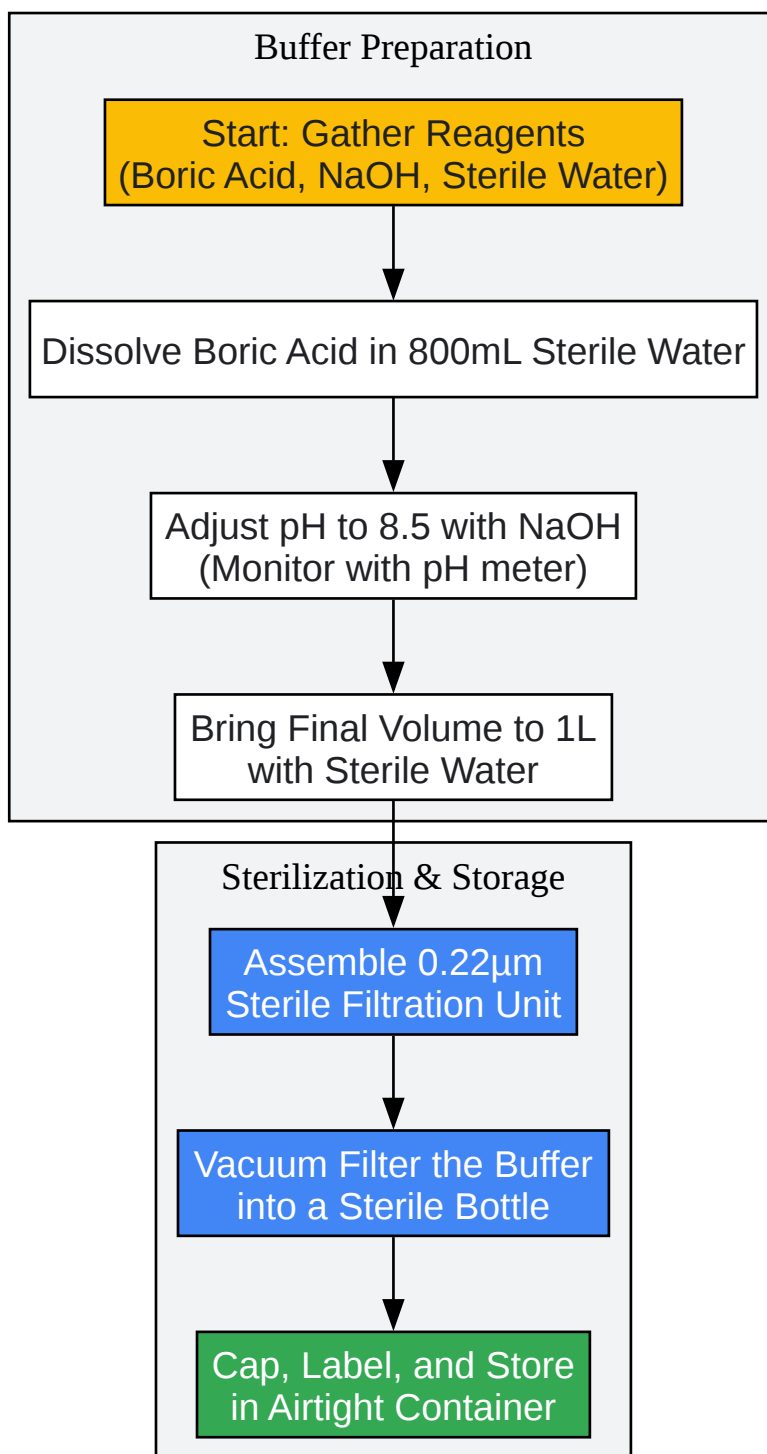 Buffer Preparation
Start: Gather Reagents
(Boric Acid, NaOH, Sterile Water)
Dissolve Boric Acid in 800mL Sterile Water
Adjust pH to 8.5 with NaOH
(Monitor with pH meter)
Bring Final Volume to 1L
with Sterile Water
Sterilization & Storage
Assemble 0.22µm
Sterile Filtration Unit
Vacuum Filter the Buffer
into a Sterile Bottle
Cap, Label, and Store
in Airtight Container